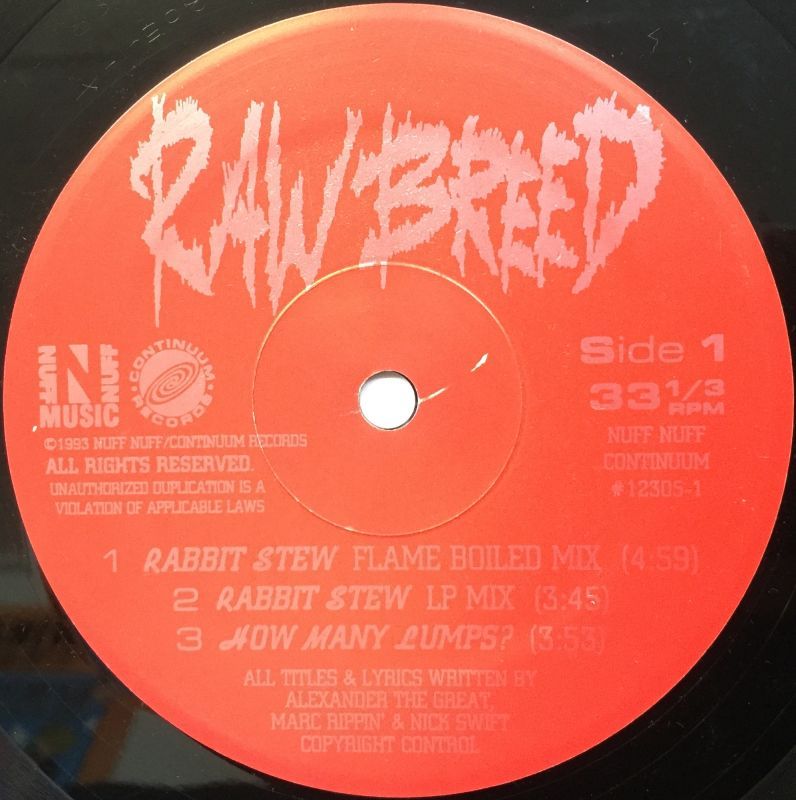 RAW BREED
NUFF NUFF
MUSIC
CONTINUUM RECORDS
©1993 NUFF NUFF/CONTINUUM RECORDS
ALL RIGHTS RESERVED.
UNAUTHORIZED DUPLICATION IS A
VIOLATION OF APPLICABLE LAWS
Side 1
33 1/3 RPM
NUFF NUFF
CONTINUUM
#12305-1
1 RABBIT STEW FLAME BOILED MIX (4:59)
2 RABBIT STEW LP MIX (3:45)
3 HOW MANY LUMPS? (3:53)
ALL TITLES & LYRICS WRITTEN BY
ALEXANDER THE GREAT,
MARC RIPPIN' & NICK SWIFT
COPYRIGHT CONTROL